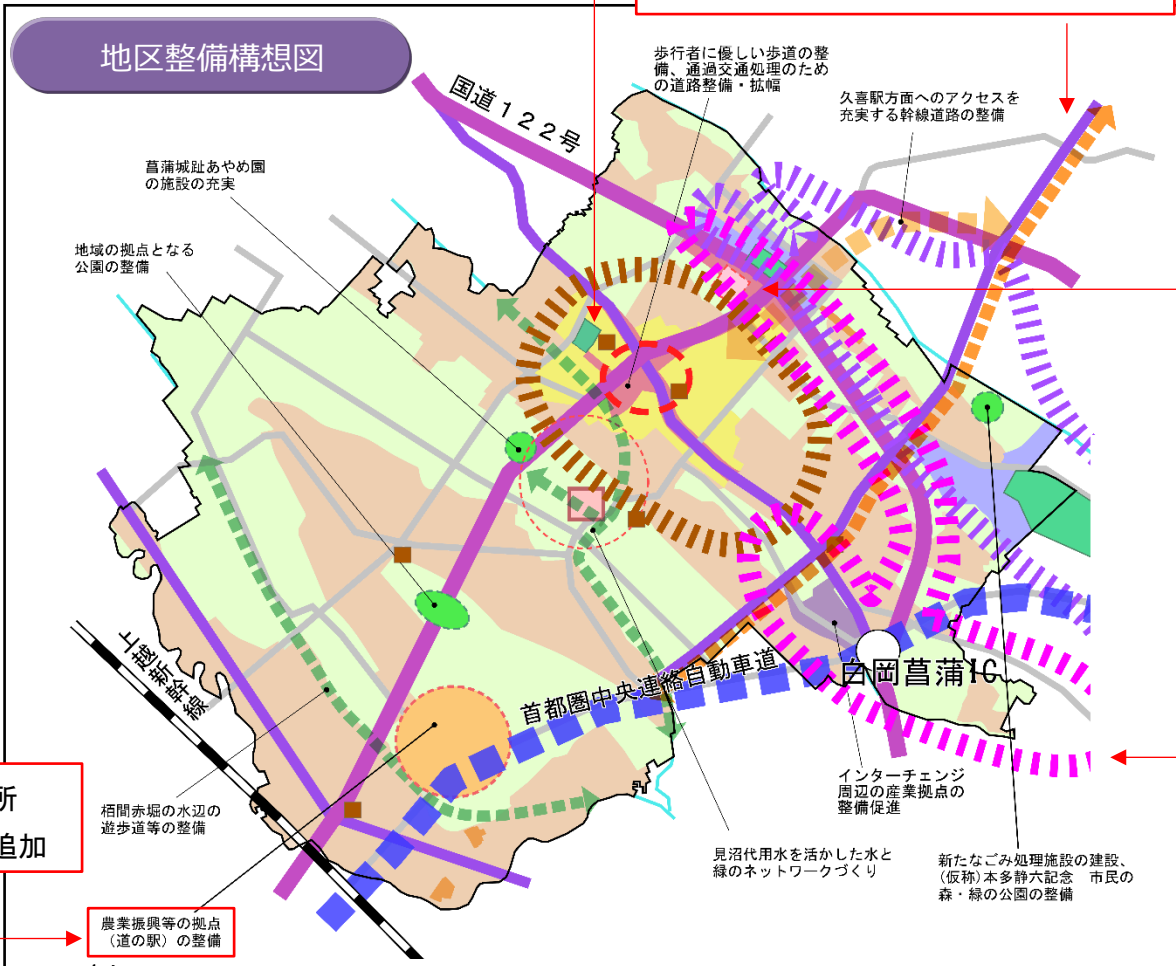 地区整備構想図
歩行者に優しい歩道の整
備、通過交通処理のため
の道路整備・拡幅
国道122号
久喜駅方面へのアクセスを
充実する幹線道路の整備
菖蒲城趾あやめ園
の施設の充実
地域の拠点となる
公園の整備
上越新幹線
首都圏中央連絡自動車道
白岡菖蒲IC
所
追加
栢間赤堀の水辺の
遊歩道等の整備
インターチェンジ
周辺の産業拠点の
整備促進
見沼代用水を活かした水と
緑のネットワークづくり
新たなごみ処理施設の建設、
(仮称)本多静六記念　市民の
森・緑の公園の整備
農業振興等の拠点
(道の駅)の整備